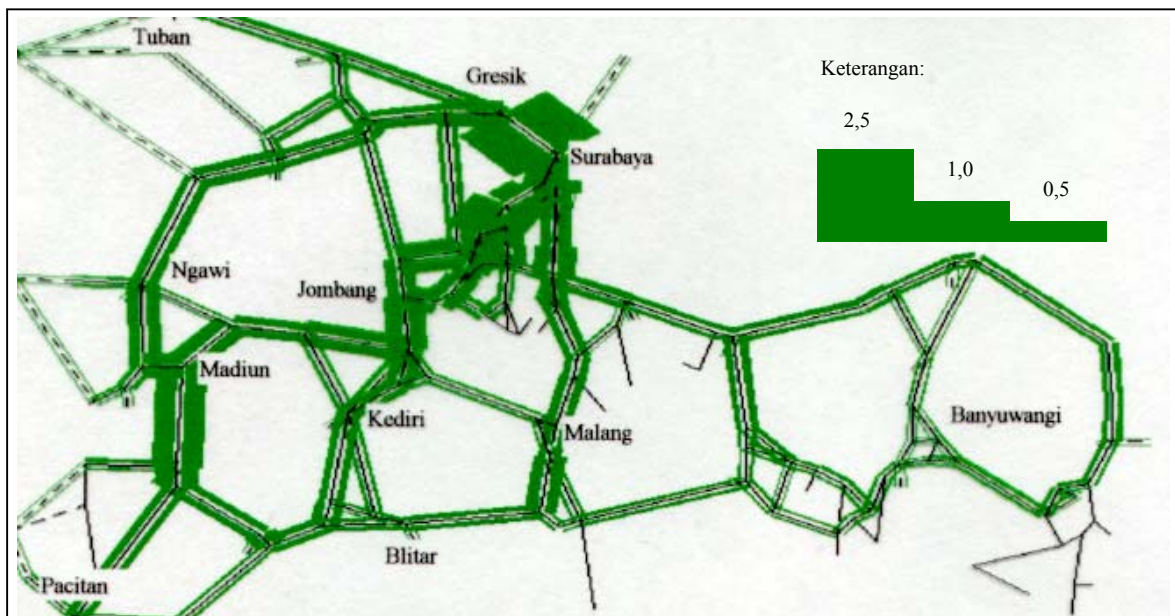 Tuban
Gresik
Keterangan:
2,5
1,0
0,5
Surabaya
Ngawi
Jombang
Madiun
Kediri
Malang
Banyuwangi
Blitar
Pacitan